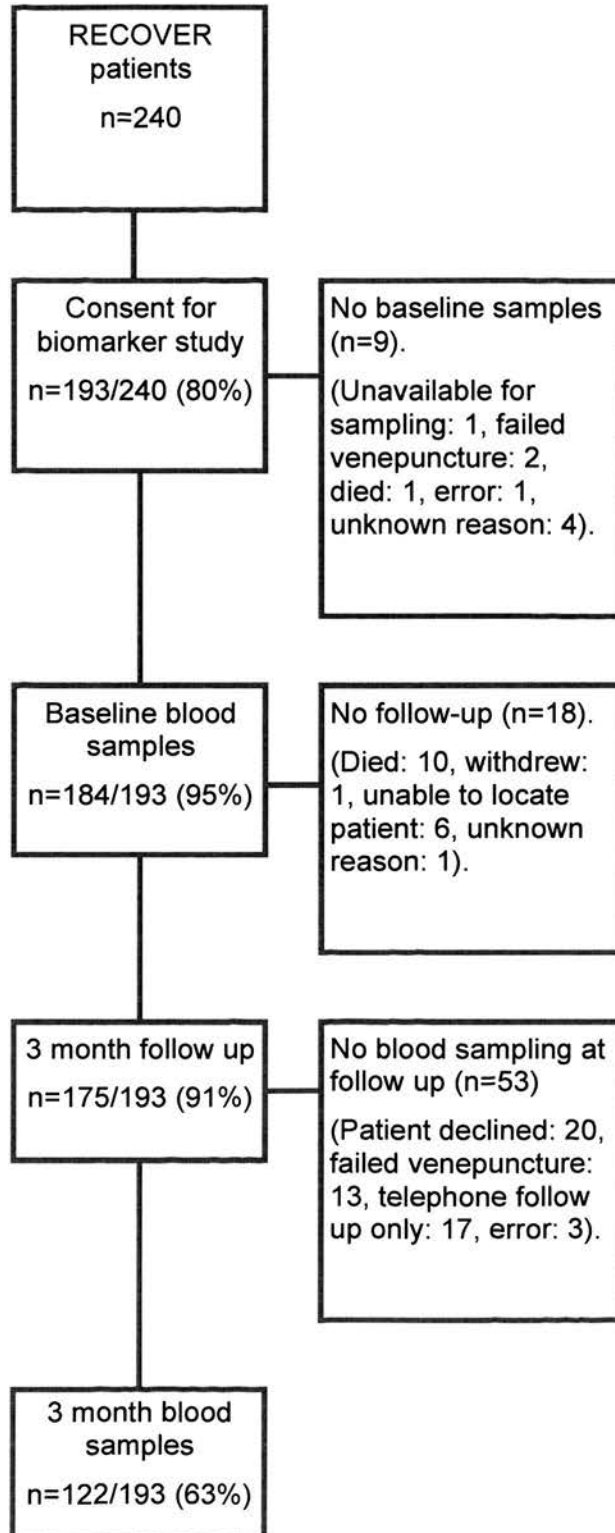 RECOVER
patients
n=240
Consent for
biomarker study
n=193/240 (80%)
No baseline samples
(n=9).
(Unavailable for
sampling: 1, failed
venepuncture: 2,
died: 1, error: 1,
unknown reason: 4).
Baseline blood
samples
n=184/193 (95%)
No follow-up (n=18).
(Died: 10, withdrew:
1, unable to locate
patient: 6, unknown
reason: 1).
3 month follow up
n=175/193 (91%)
No blood sampling at
follow up (n=53)
(Patient declined: 20,
failed venepuncture:
13, telephone follow
up only: 17, error: 3).
3 month blood
samples
n=122/193 (63%)